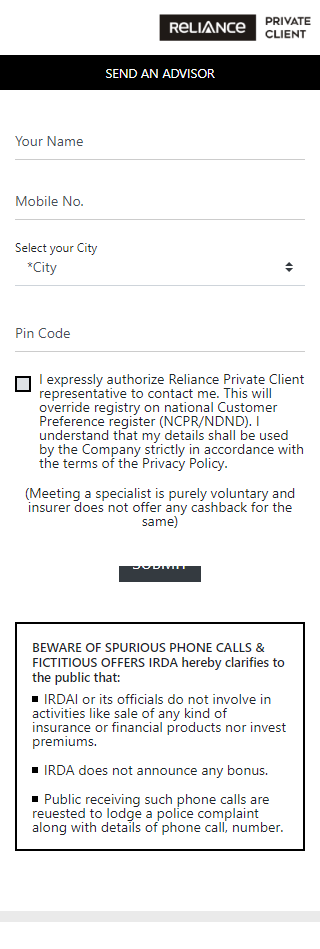 RELIANCE PRIVATE
CLIENT
SEND AN ADVISOR
Your Name
Mobile No.
Select your City
*City
Pin Code
I expressly authorize Reliance Private Client
representative to contact me. This will
override registry on national Customer
Preference register (NCPR/NDND). I
understand that my details shall be used
by the Company strictly in accordance with
the terms of the Privacy Policy.
(Meeting a specialist is purely voluntary and
insurer does not offer any cashback for the
same)
SUBMIT
BEWARE OF SPURIOUS PHONE CALLS &
FICTITIOUS OFFERS IRDA hereby clarifies to
the public that:
IRDAI or its officials do not involve in
activities like sale of any kind of
insurance or financial products nor invest
premiums.
IRDA does not announce any bonus.
Public receiving such phone calls are
reuested to lodge a police complaint
along with details of phone call, number.